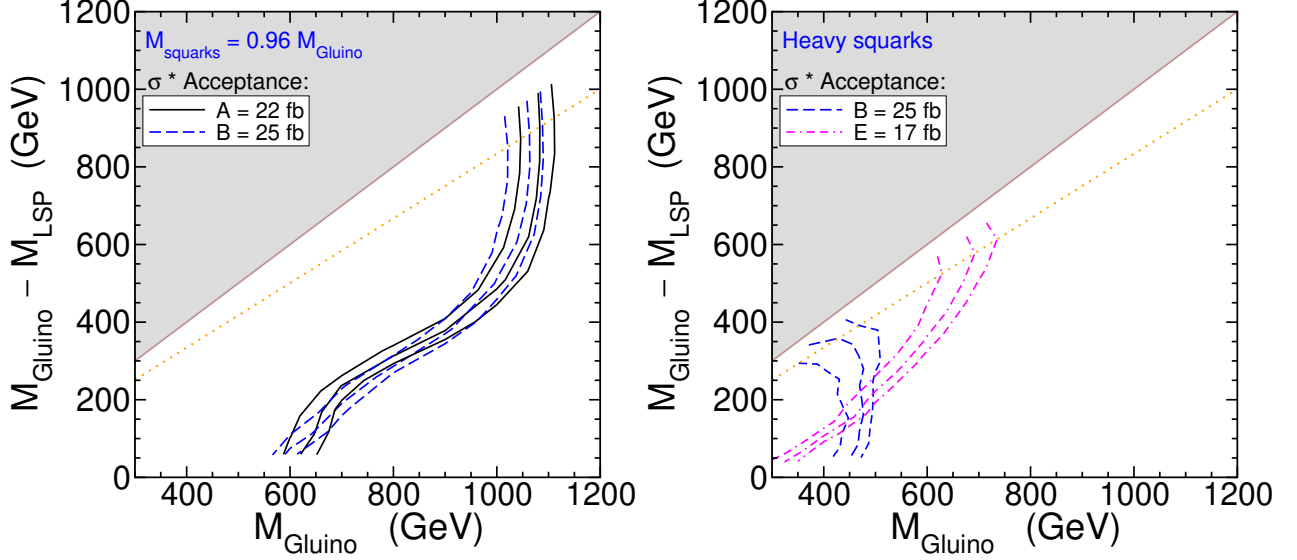 M_squarks = 0.96 M_Gluino
σ * Acceptance:
A = 22 fb
B = 25 fb
1200
1000
800
600
400
200
0
M_Gluino − M_LSP (GeV)
400 600 800 1000 1200
M_Gluino (GeV)
Heavy squarks
σ * Acceptance:
B = 25 fb
E = 17 fb
1200
1000
800
600
400
200
0
M_Gluino − M_LSP (GeV)
400 600 800 1000 1200
M_Gluino (GeV)